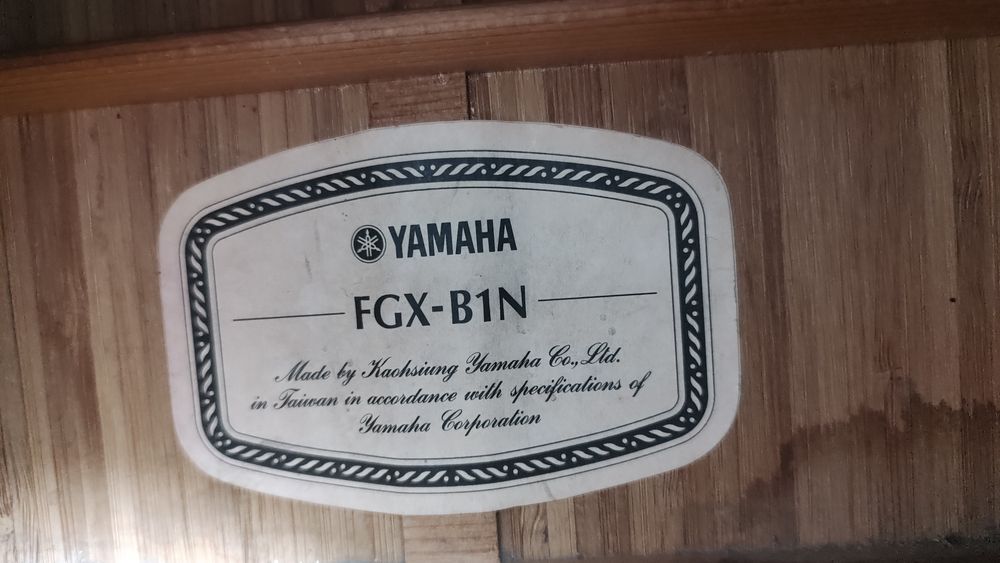 YAMAHA
FGX-B1N
Made by Kaohsiung Yamaha Co., Ltd.
in Taiwan in accordance with specifications of
Yamaha Corporation